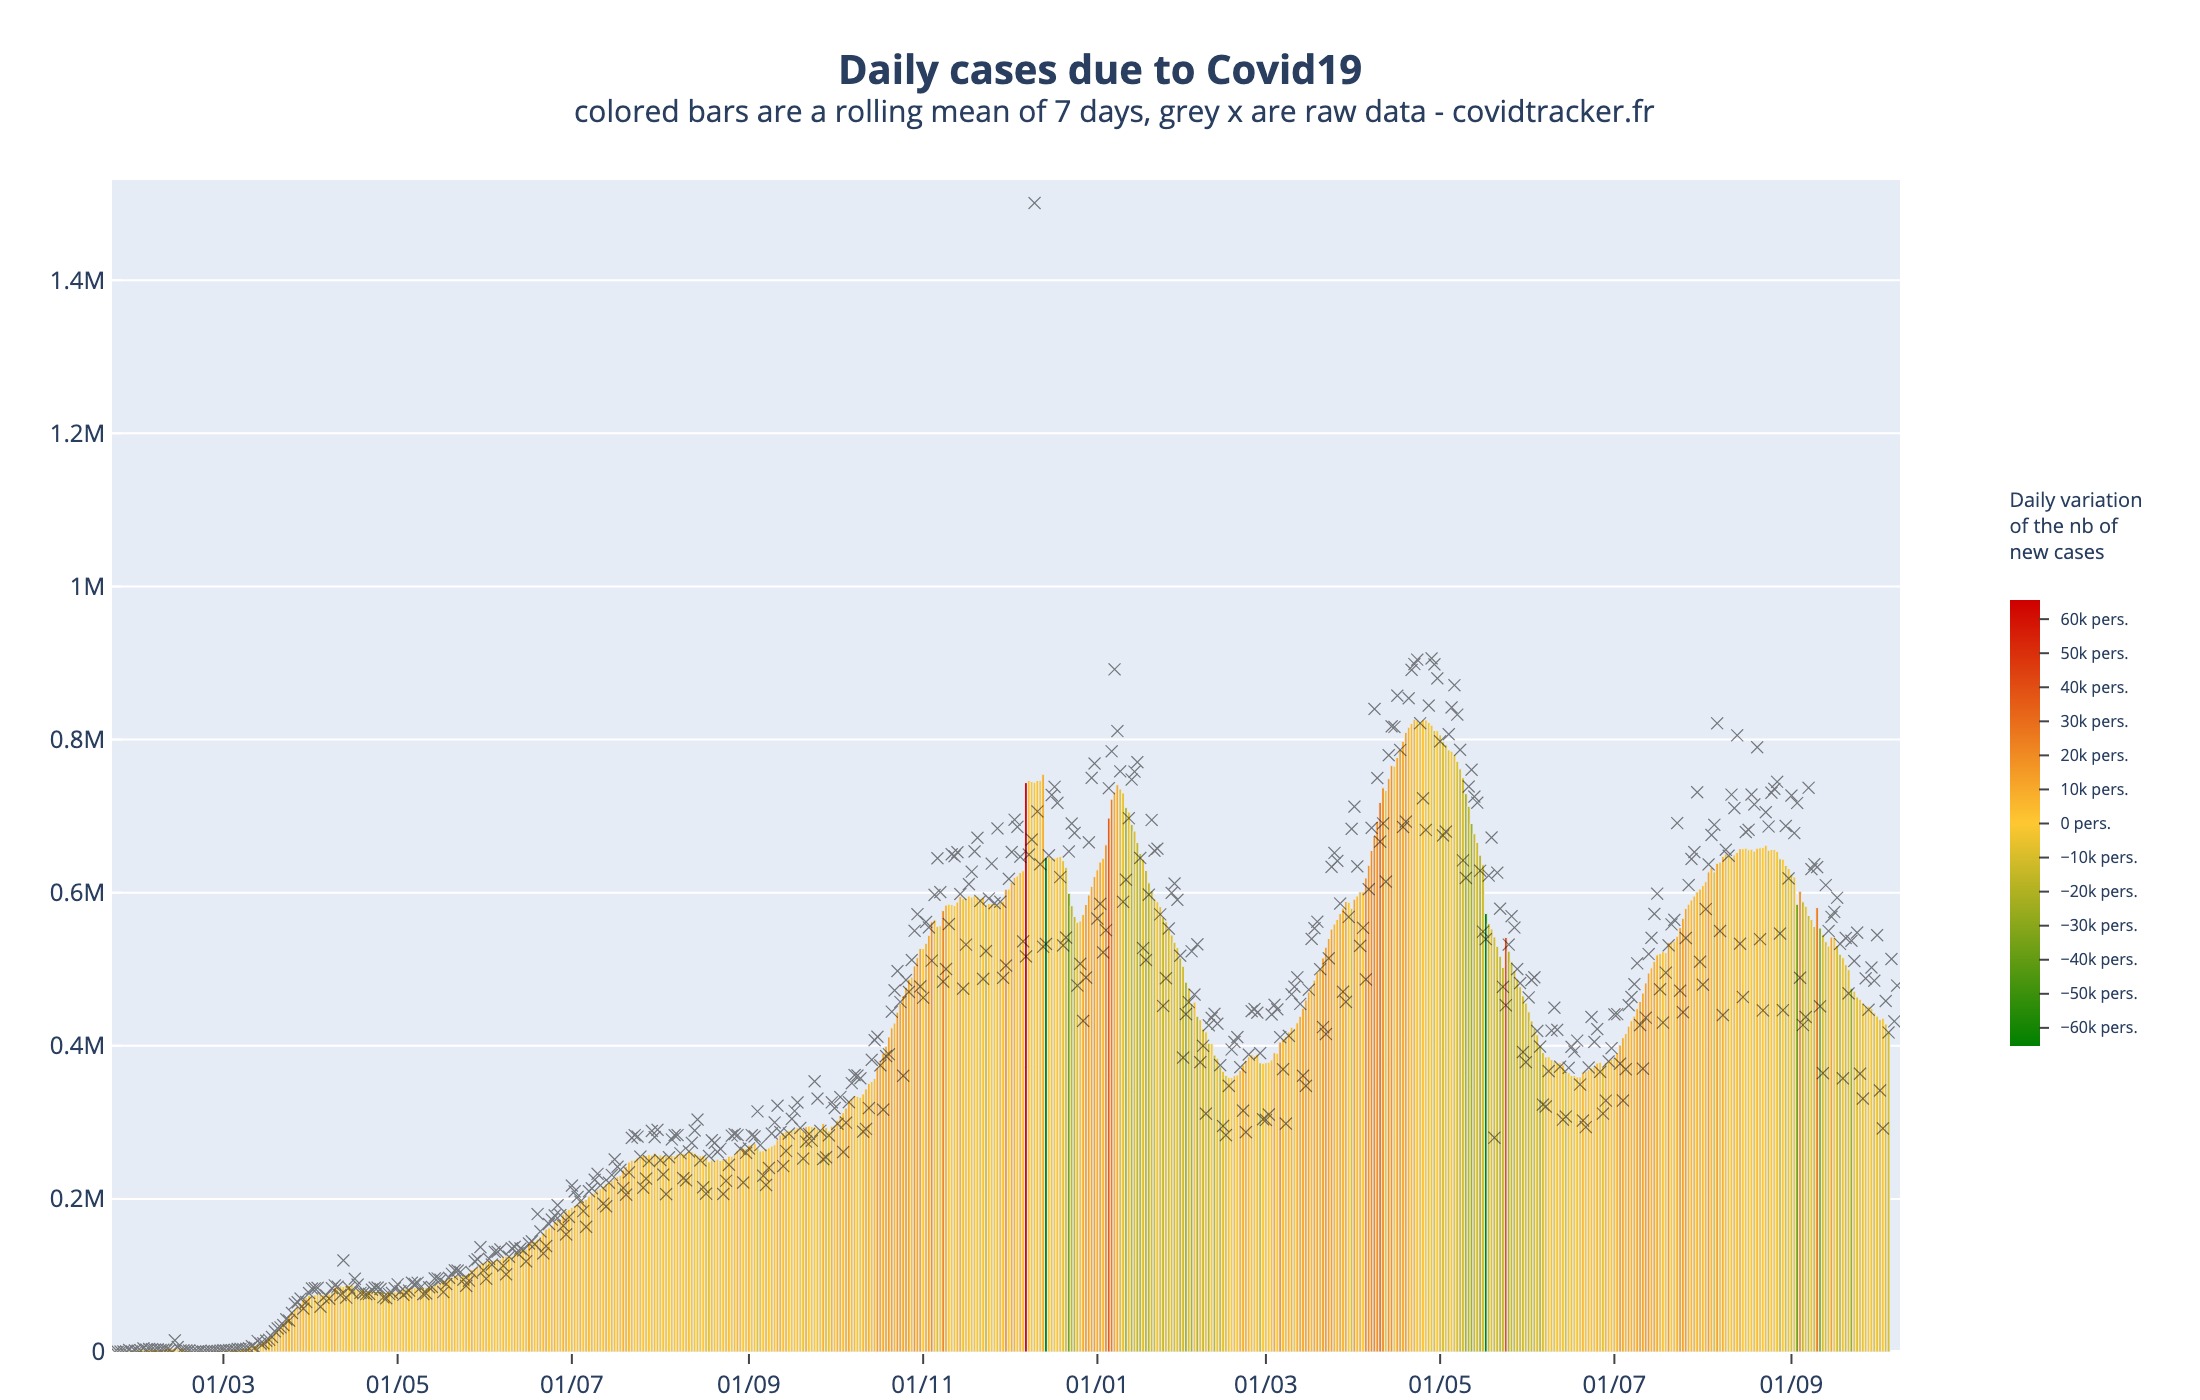 Daily cases due to Covid19
colored bars are a rolling mean of 7 days, grey x are raw data - covidtracker.fr
1.4M
1.2M
1M
0.8M
0.6M
0.4M
0.2M
0
01/03
01/05
01/07
01/09
01/11
01/01
01/03
01/05
01/07
01/09
Daily variation
of the nb of
new cases
60k pers.
50k pers.
40k pers.
30k pers.
20k pers.
10k pers.
0 pers.
−10k pers.
−20k pers.
−30k pers.
−40k pers.
−50k pers.
−60k pers.